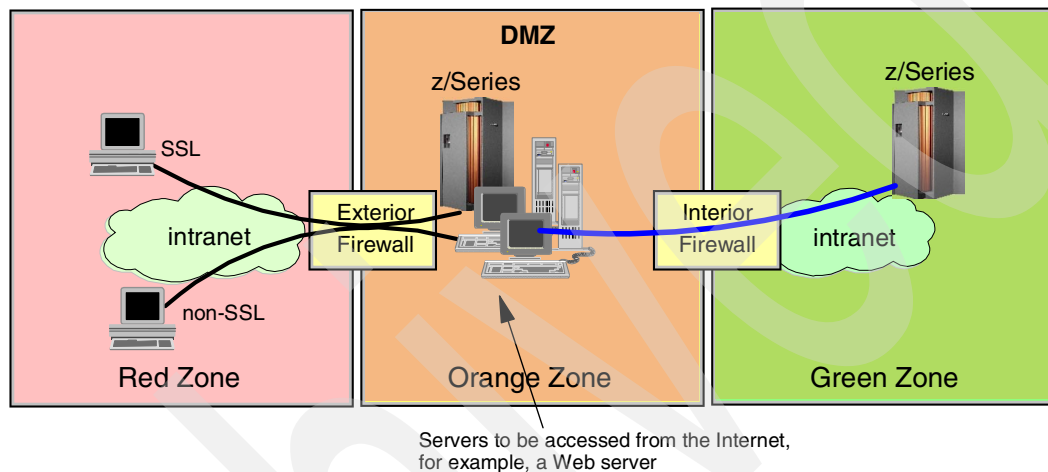 DMZ
z/Series
z/Series
SSL
intranet
Exterior
Firewall
Interior
Firewall
intranet
non-SSL
Red Zone
Orange Zone
Green Zone
Servers to be accessed from the Internet,
for example, a Web server